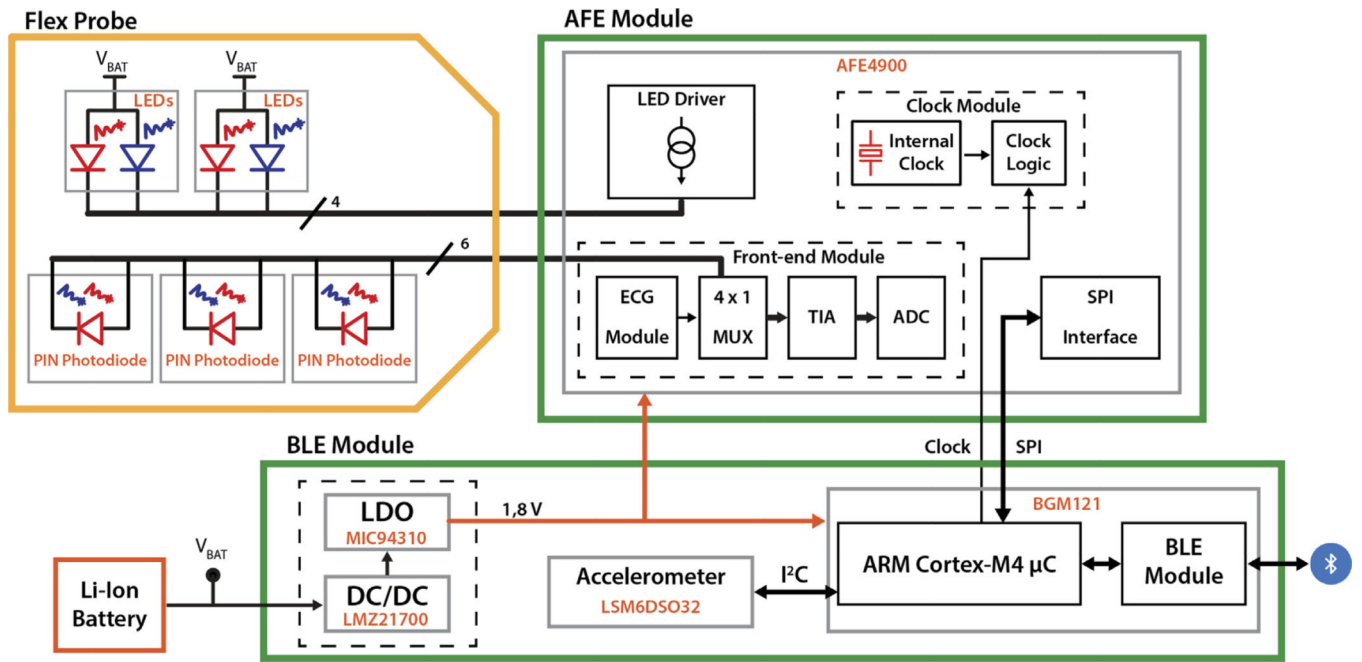 Flex Probe
AFE Module
V_BAT
V_BAT
LEDs
LEDs
4
6
PIN Photodiode
PIN Photodiode
PIN Photodiode
AFE4900
LED Driver
Clock Module
Internal
Clock
Clock
Logic
Front-end Module
ECG
Module
4 x 1
MUX
TIA
ADC
SPI
Interface
Clock
SPI
BLE Module
LDO
MIC94310
1,8 V
DC/DC
LMZ21700
V_BAT
Li-Ion
Battery
Accelerometer
LSM6DSO32
I²C
BGM121
ARM Cortex-M4 µC
BLE
Module